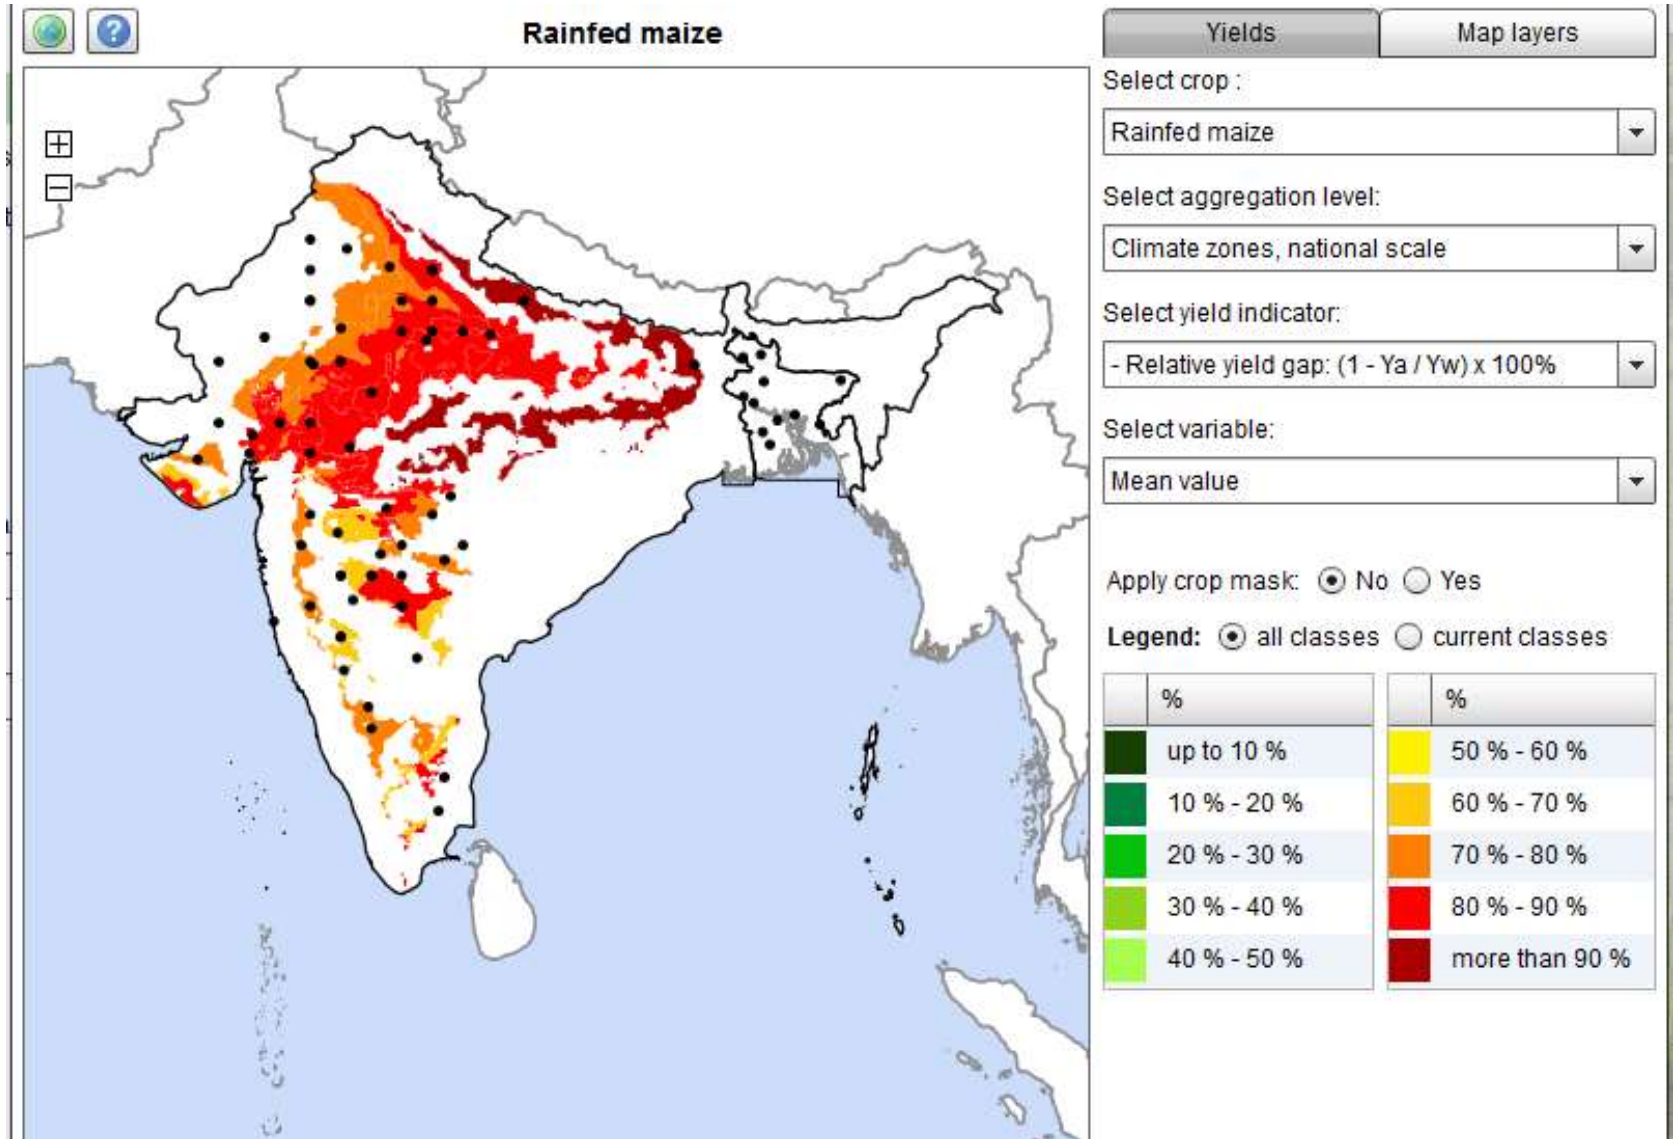 Rainfed maize
Yields
Map layers
Select crop :
Rainfed maize
Select aggregation level:
Climate zones, national scale
Select yield indicator:
- Relative yield gap: (1 - Ya / Yw) x 100%
Select variable:
Mean value
Apply crop mask: No Yes
Legend: all classes current classes
% %
up to 10 % 50 % - 60 %
10 % - 20 % 60 % - 70 %
20 % - 30 % 70 % - 80 %
30 % - 40 % 80 % - 90 %
40 % - 50 % more than 90 %